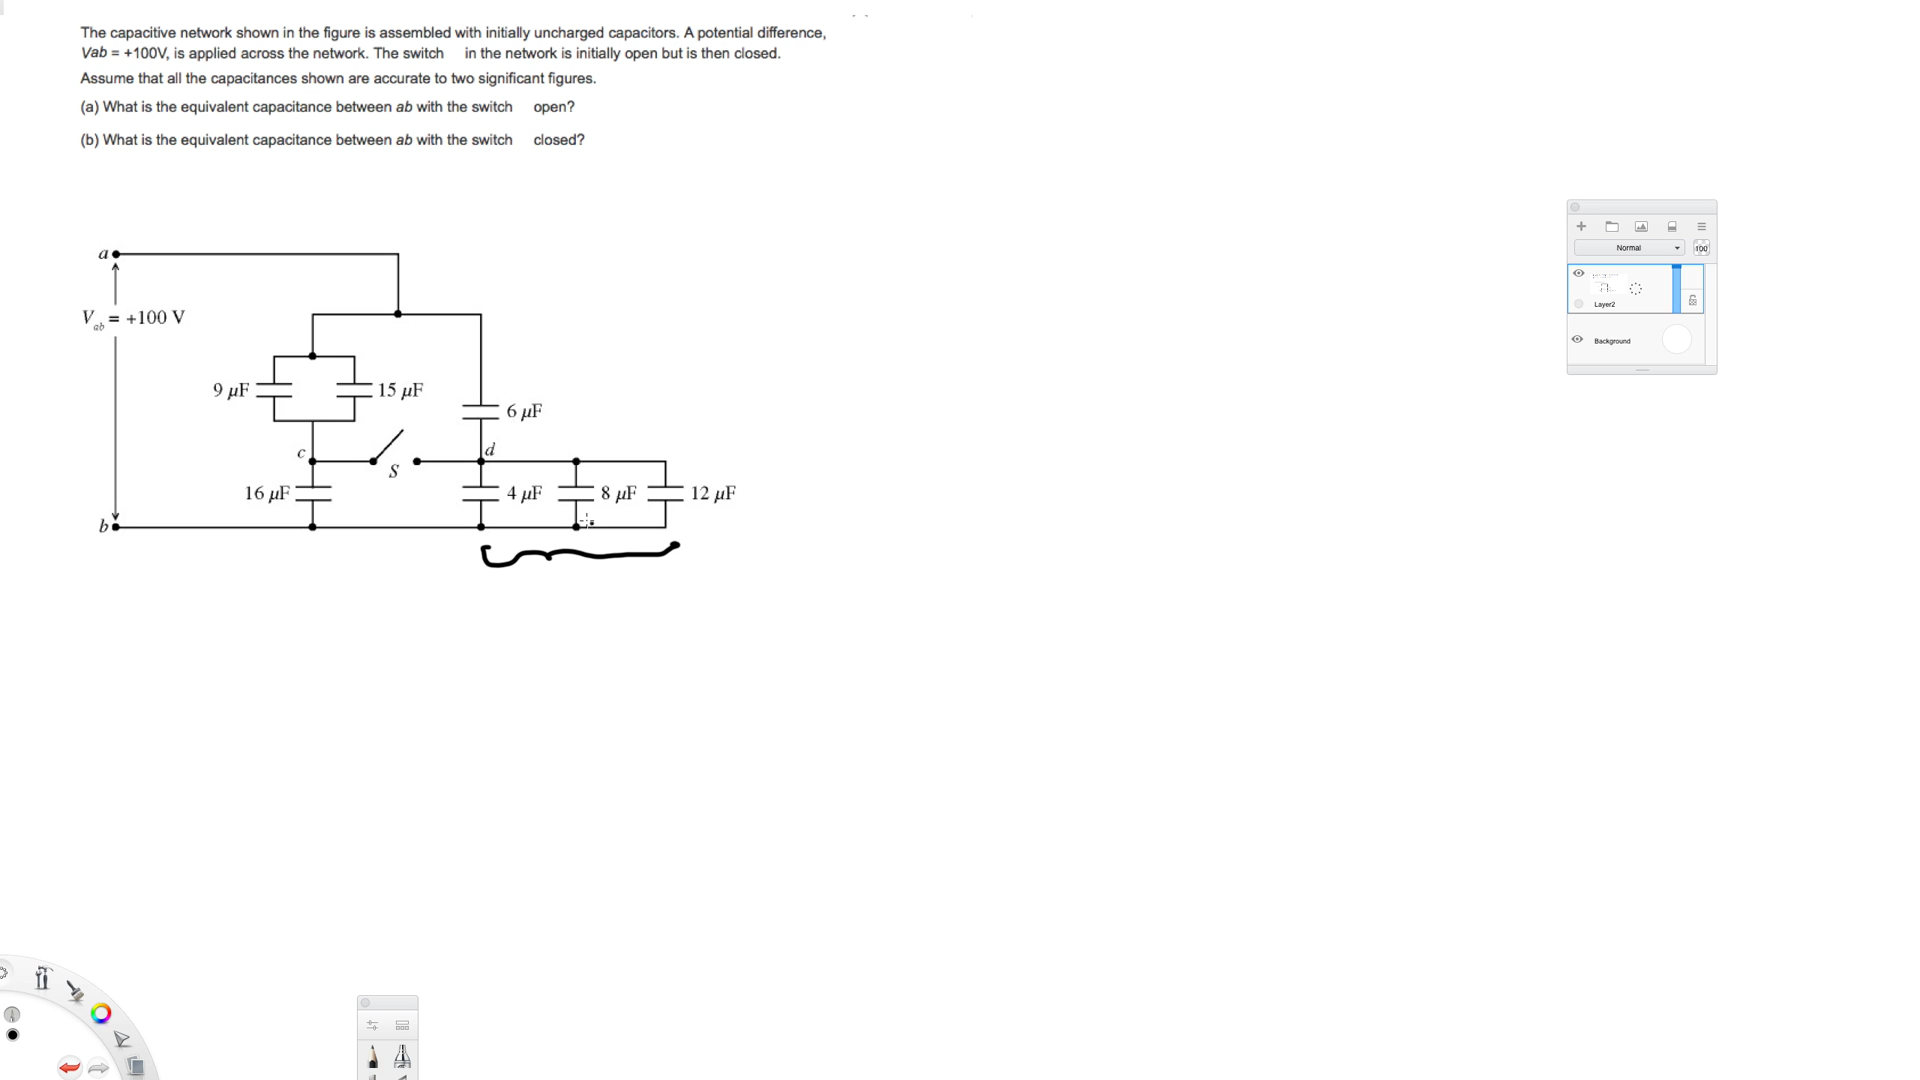 The capacitive network shown in the figure is assembled with initially uncharged capacitors. A potential difference,
Vab = +100V, is applied across the network. The switch in the network is initially open but is then closed.
Assume that all the capacitances shown are accurate to two significant figures.
(a) What is the equivalent capacitance between ab with the switch open?
(b) What is the equivalent capacitance between ab with the switch closed?
Normal
100
Layer2
Background
a
Vab = +100 V
9 μF
15 μF
6 μF
c
d
S
16 μF
4 μF
8 μF
12 μF
b